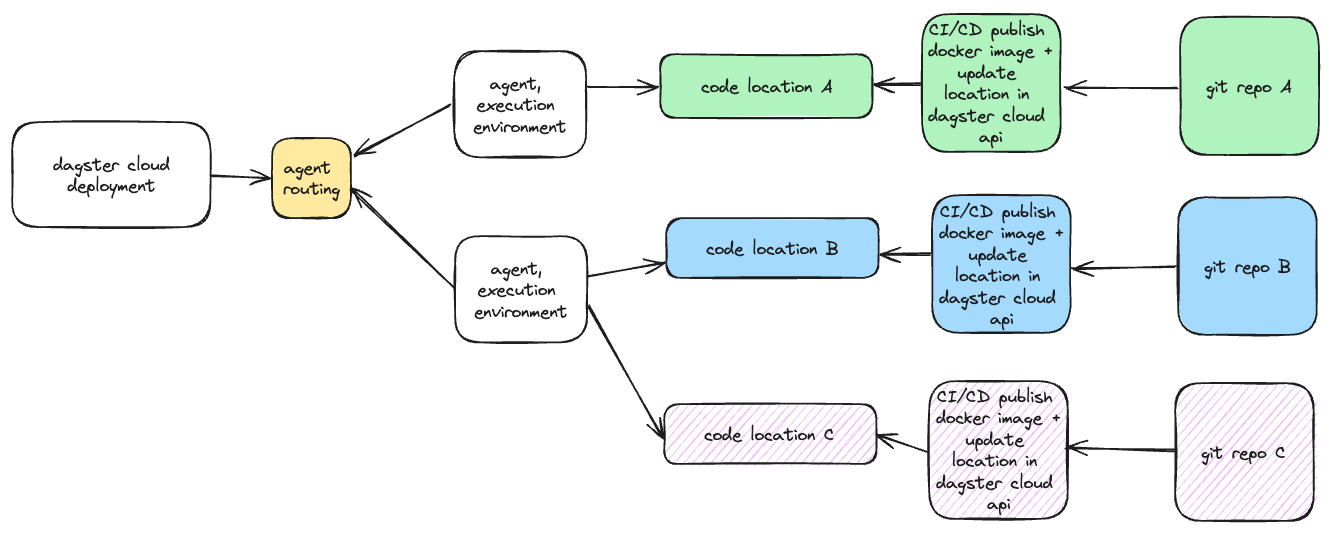 dagster cloud
deployment
agent
routing
agent,
execution
environment
code location A
CI/CD publish
docker image +
update
location in
dagster cloud
api
git repo A
agent,
execution
environment
code location B
CI/CD publish
docker image +
update
location in
dagster cloud
api
git repo B
code location C
CI/CD publish
docker image +
update
location in
dagster cloud
api
git repo C